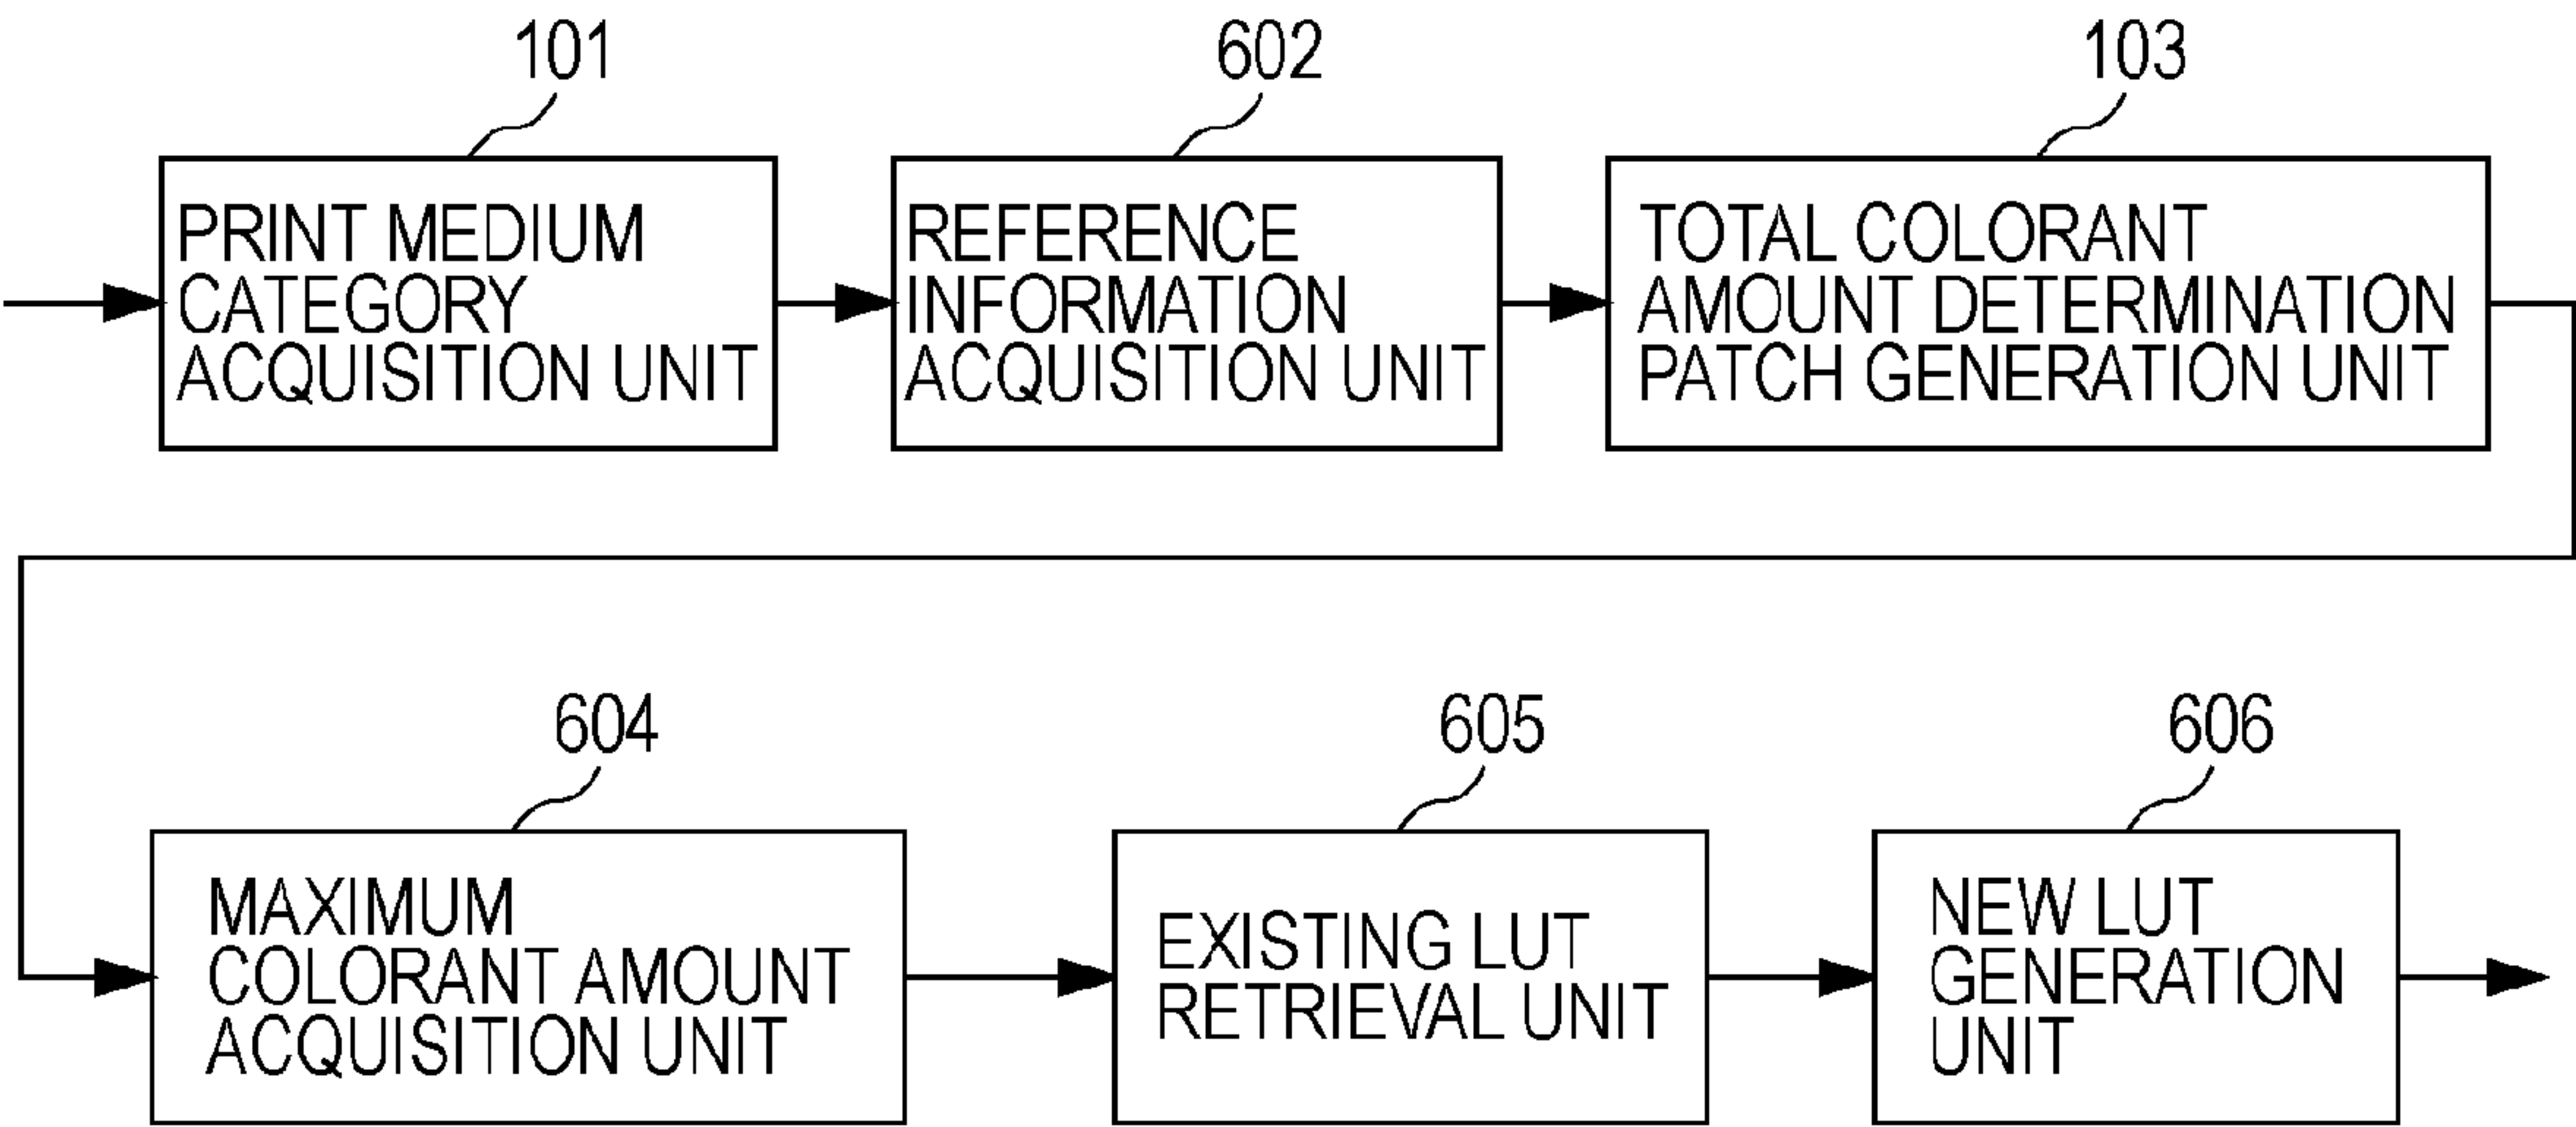 101
602
103
PRINT MEDIUM
CATEGORY
ACQUISITION UNIT
REFERENCE
INFORMATION
ACQUISITION UNIT
TOTAL COLORANT
AMOUNT DETERMINATION
PATCH GENERATION UNIT
604
605
606
MAXIMUM
COLORANT AMOUNT
ACQUISITION UNIT
EXISTING LUT
RETRIEVAL UNIT
NEW LUT
GENERATION
UNIT